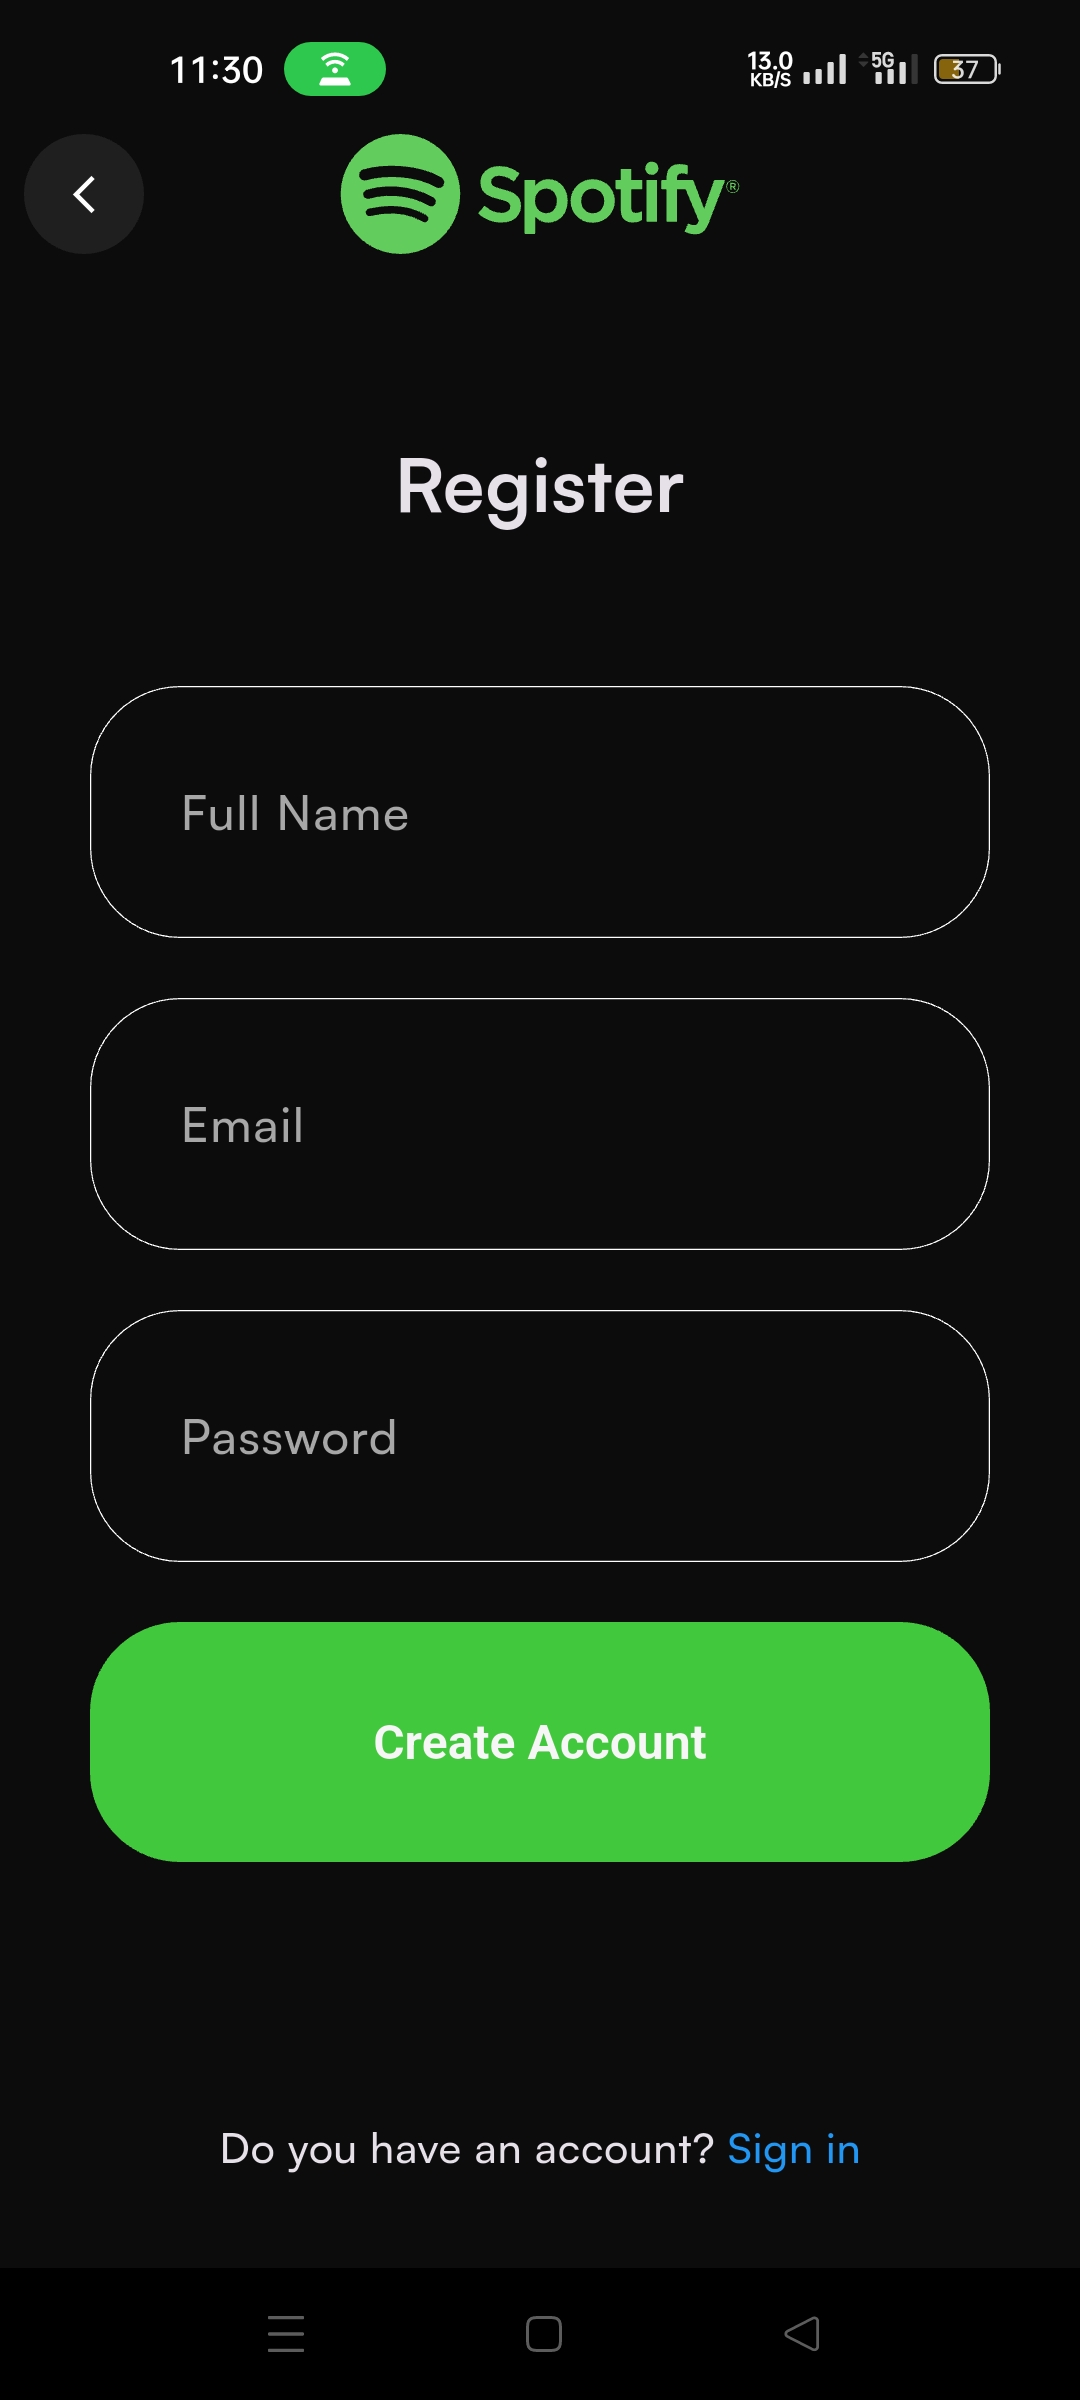 11:30
13.0
KB/S
5G
37
Spotify®
Register
Full Name
Email
Password
Create Account
Do you have an account? Sign in